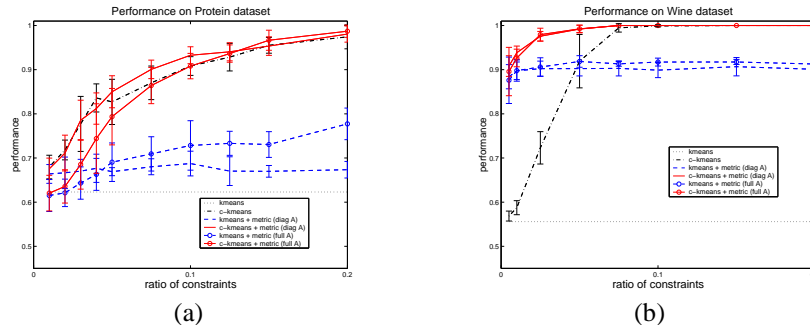 Performance on Protein dataset
1
0.9
0.8
0.7
0.6
0.5
performance
0
0.1
0.2
ratio of constraints
kmeans
c−kmeans
kmeans + metric (diag A)
c−kmeans + metric (diag A)
kmeans + metric (full A)
c−kmeans + metric (full A)
(a)
Performance on Wine dataset
1
0.9
0.8
0.7
0.6
0.5
performance
0
0.1
ratio of constraints
kmeans
c−kmeans
kmeans + metric (diag A)
c−kmeans + metric (diag A)
kmeans + metric (full A)
c−kmeans + metric (full A)
(b)